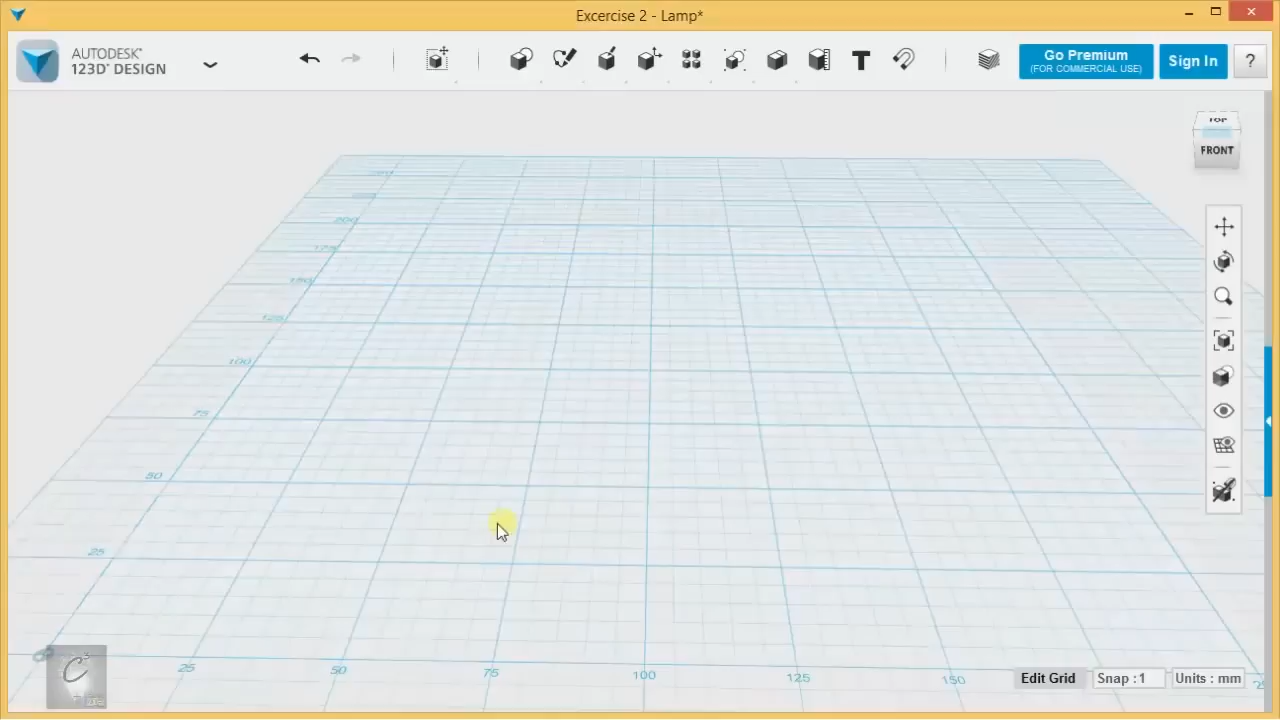 Excercise 2 - Lamp*
AUTODESK®
123D® DESIGN
Go Premium
(FOR COMMERCIAL USE)
Sign In
?
TOP
FRONT
200
175
150
125
100
75
50
25
25
50
75
100
125
150
Edit Grid
Snap : 1
Units : mm